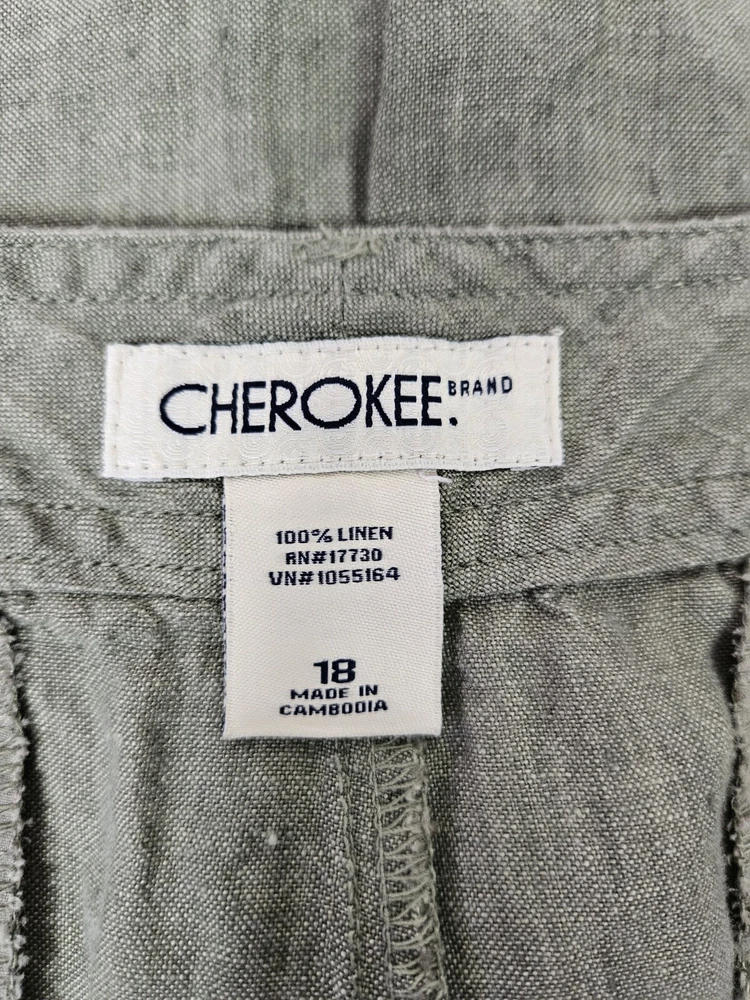 CHEROKEE. BRAND
100% LINEN
RN#17730
VN#1055164
18
MADE IN
CAMBODIA